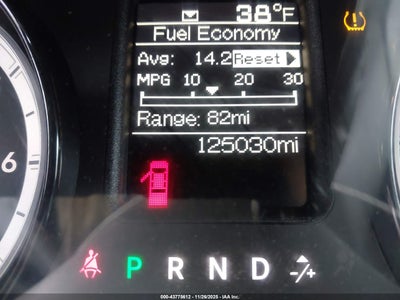 38°F
Fuel Economy
Avg: 14.2 Reset
MPG 10 20 30
Range: 82mi
125030mi
6
P R N D -/+
000-43778612 - 11/26/2025 - IAA Inc.